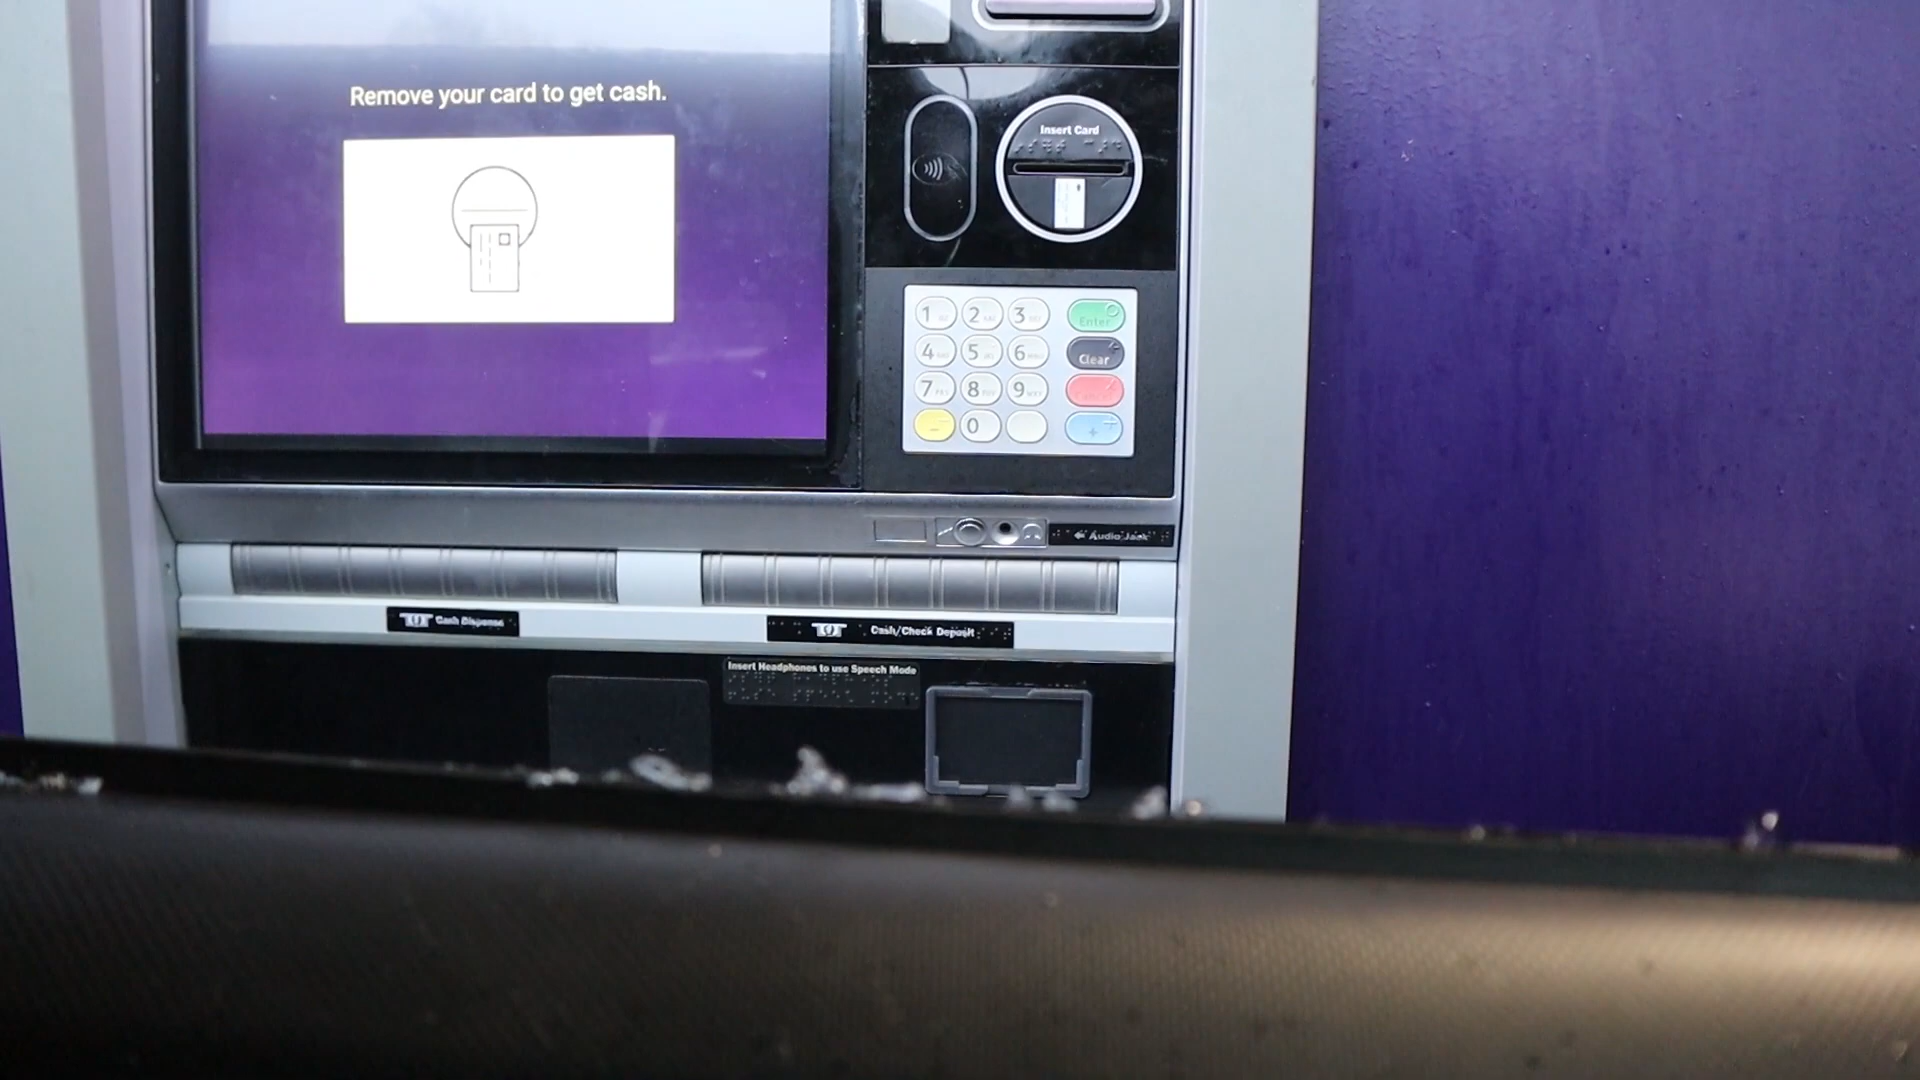 Remove your card to get cash.
Insert Card
1 2 3 Enter
4 5 6 Clear
7 8 9 Cancel
- 0 +
Audio Jack
Cash Dispense
Cash/Check Deposit
Insert Headphones to use Speech Mode